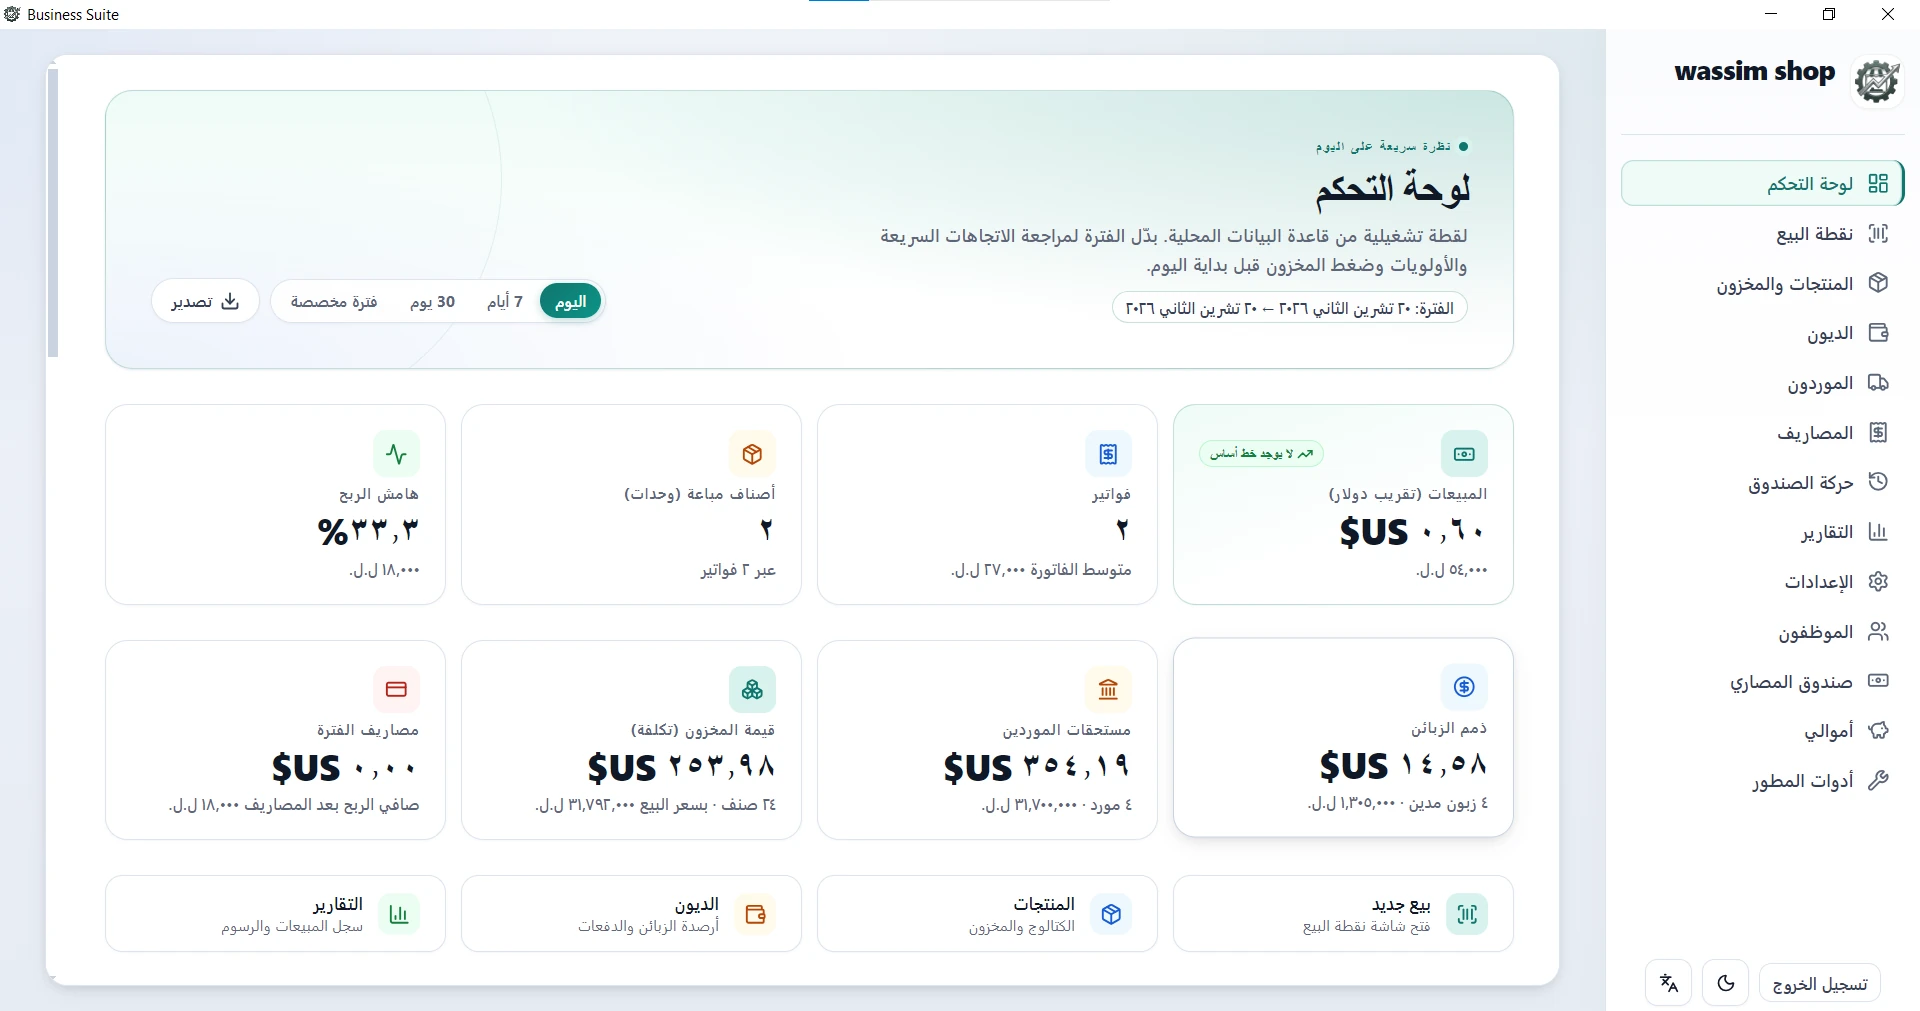 Business Suite
wassim shop
لوحة التحكم
نقطة البيع
المنتجات والمخزون
الديون
الموردون
المصاريف
حركة الصندوق
التقارير
الإعدادات
الموظفون
صندوق المصاري
أموالي
أدوات المطور
تسجيل الخروج
نظرة سريعة على اليوم
لوحة التحكم
لقطة تشغيلية من قاعدة البيانات المحلية. بدّل الفترة لمراجعة الاتجاهات السريعة
والأولويات وضغط المخزون قبل بداية اليوم.
الفترة: ٢٠ تشرين الثاني ٢٠٢٦ ← ٢٠ تشرين الثاني ٢٠٢٦
اليوم
7 أيام
30 يوم
فترة مخصصة
تصدير
لا يوجد خط أساس
المبيعات (تقريب دولار)
٠,٦٠ US$
٥٤,٠٠٠ ل.ل.
فواتير
٢
متوسط الفاتورة ٢٧,٠٠٠ ل.ل.
أصناف مباعة (وحدات)
٢
عبر ٢ فواتير
هامش الربح
٣٣,٣%
١٨,٠٠٠ ل.ل.
ذمم الزبائن
١٤,٥٨ US$
٤ زبون مدين · ١,٣٠٥,٠٠٠ ل.ل.
مستحقات الموردين
٣٥٤,١٩ US$
٤ مورد · ٣١,٧٠٠,٠٠٠ ل.ل.
قيمة المخزون (تكلفة)
٢٥٣,٩٨ US$
٢٤ صنف · بسعر البيع ٣١,٧٩٢,٠٠٠ ل.ل.
مصاريف الفترة
٠,٠٠ US$
صافي الربح بعد المصاريف ١٨,٠٠٠ ل.ل.
بيع جديد
فتح شاشة نقطة البيع
المنتجات
الكتالوج والمخزون
الديون
أرصدة الزبائن والدفعات
التقارير
سجل المبيعات والرسوم